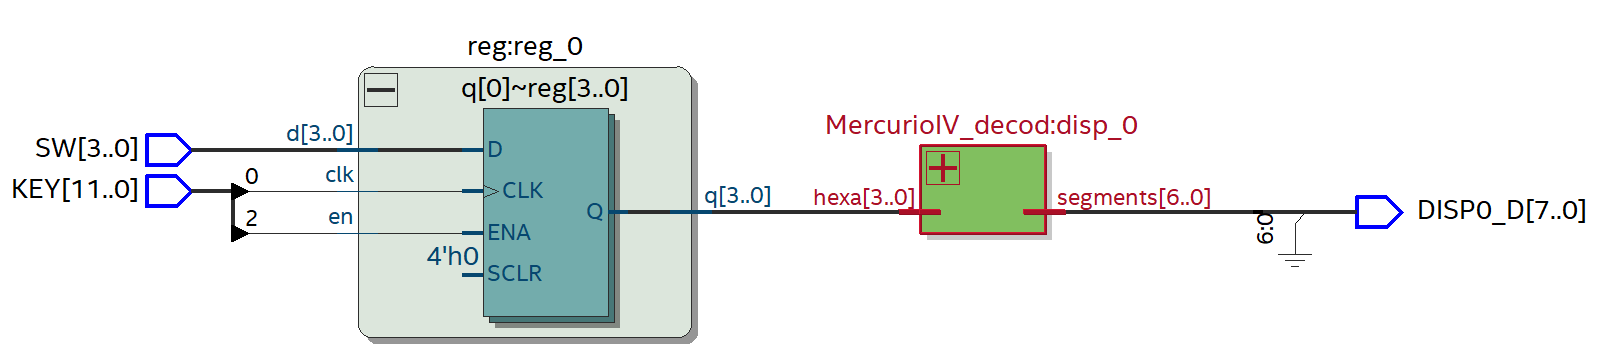 reg:reg_0
q[0]~reg[3..0]
MercurioIV_decod:disp_0
SW[3..0]
d[3..0]
D
KEY[11..0]
0
clk
CLK
2
en
ENA
4'h0
SCLR
Q
q[3..0]
hexa[3..0]
segments[6..0]
6:0
DISP0_D[7..0]